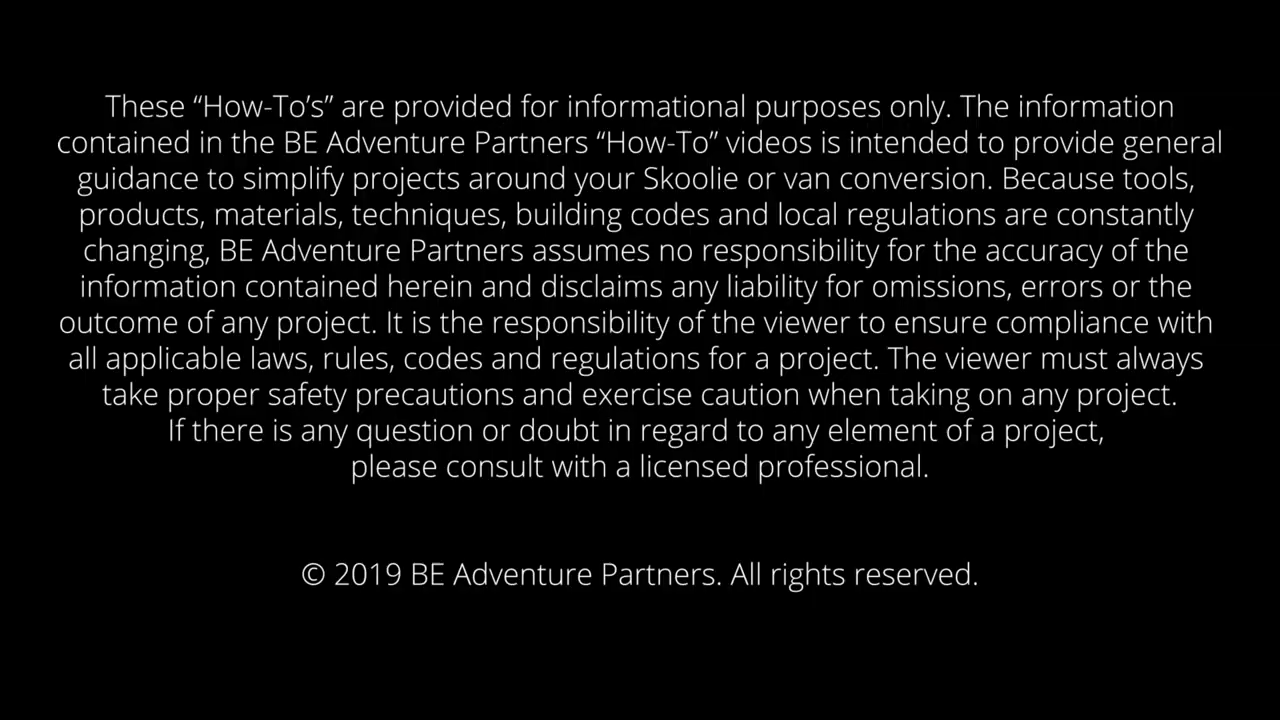 These “How-To’s” are provided for informational purposes only. The information
contained in the BE Adventure Partners “How-To” videos is intended to provide general
guidance to simplify projects around your Skoolie or van conversion. Because tools,
products, materials, techniques, building codes and local regulations are constantly
changing, BE Adventure Partners assumes no responsibility for the accuracy of the
information contained herein and disclaims any liability for omissions, errors or the
outcome of any project. It is the responsibility of the viewer to ensure compliance with
all applicable laws, rules, codes and regulations for a project. The viewer must always
take proper safety precautions and exercise caution when taking on any project.
If there is any question or doubt in regard to any element of a project,
please consult with a licensed professional.
© 2019 BE Adventure Partners. All rights reserved.